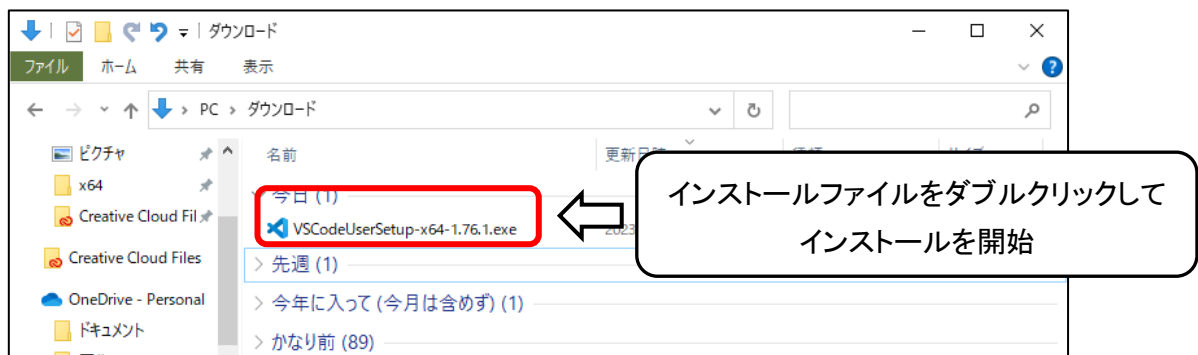 ダウンロード
ファイル ホーム 共有 表示
PC ダウンロード
ピクチャ
x64
Creative Cloud Fil
Creative Cloud Files
OneDrive - Personal
ドキュメント
名前
今日 (1)
VSCodeUserSetup-x64-1.76.1.exe
先週 (1)
今年に入って (今月は含めず) (1)
かなり前 (89)
インストールファイルをダブルクリックして
インストールを開始